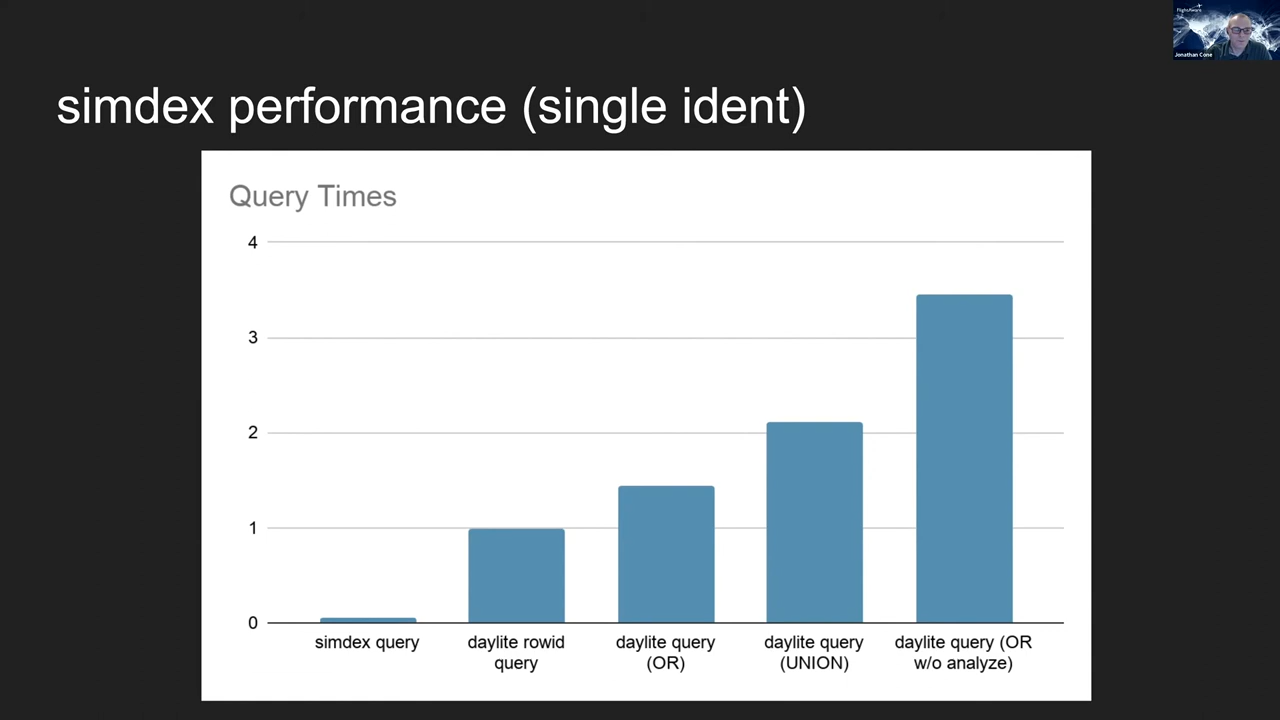 FlightAware
Jonathan Cone
simdex performance (single ident)
Query Times
4
3
2
1
0
simdex query
daylite rowid
query
daylite query
(OR)
daylite query
(UNION)
daylite query (OR
w/o analyze)